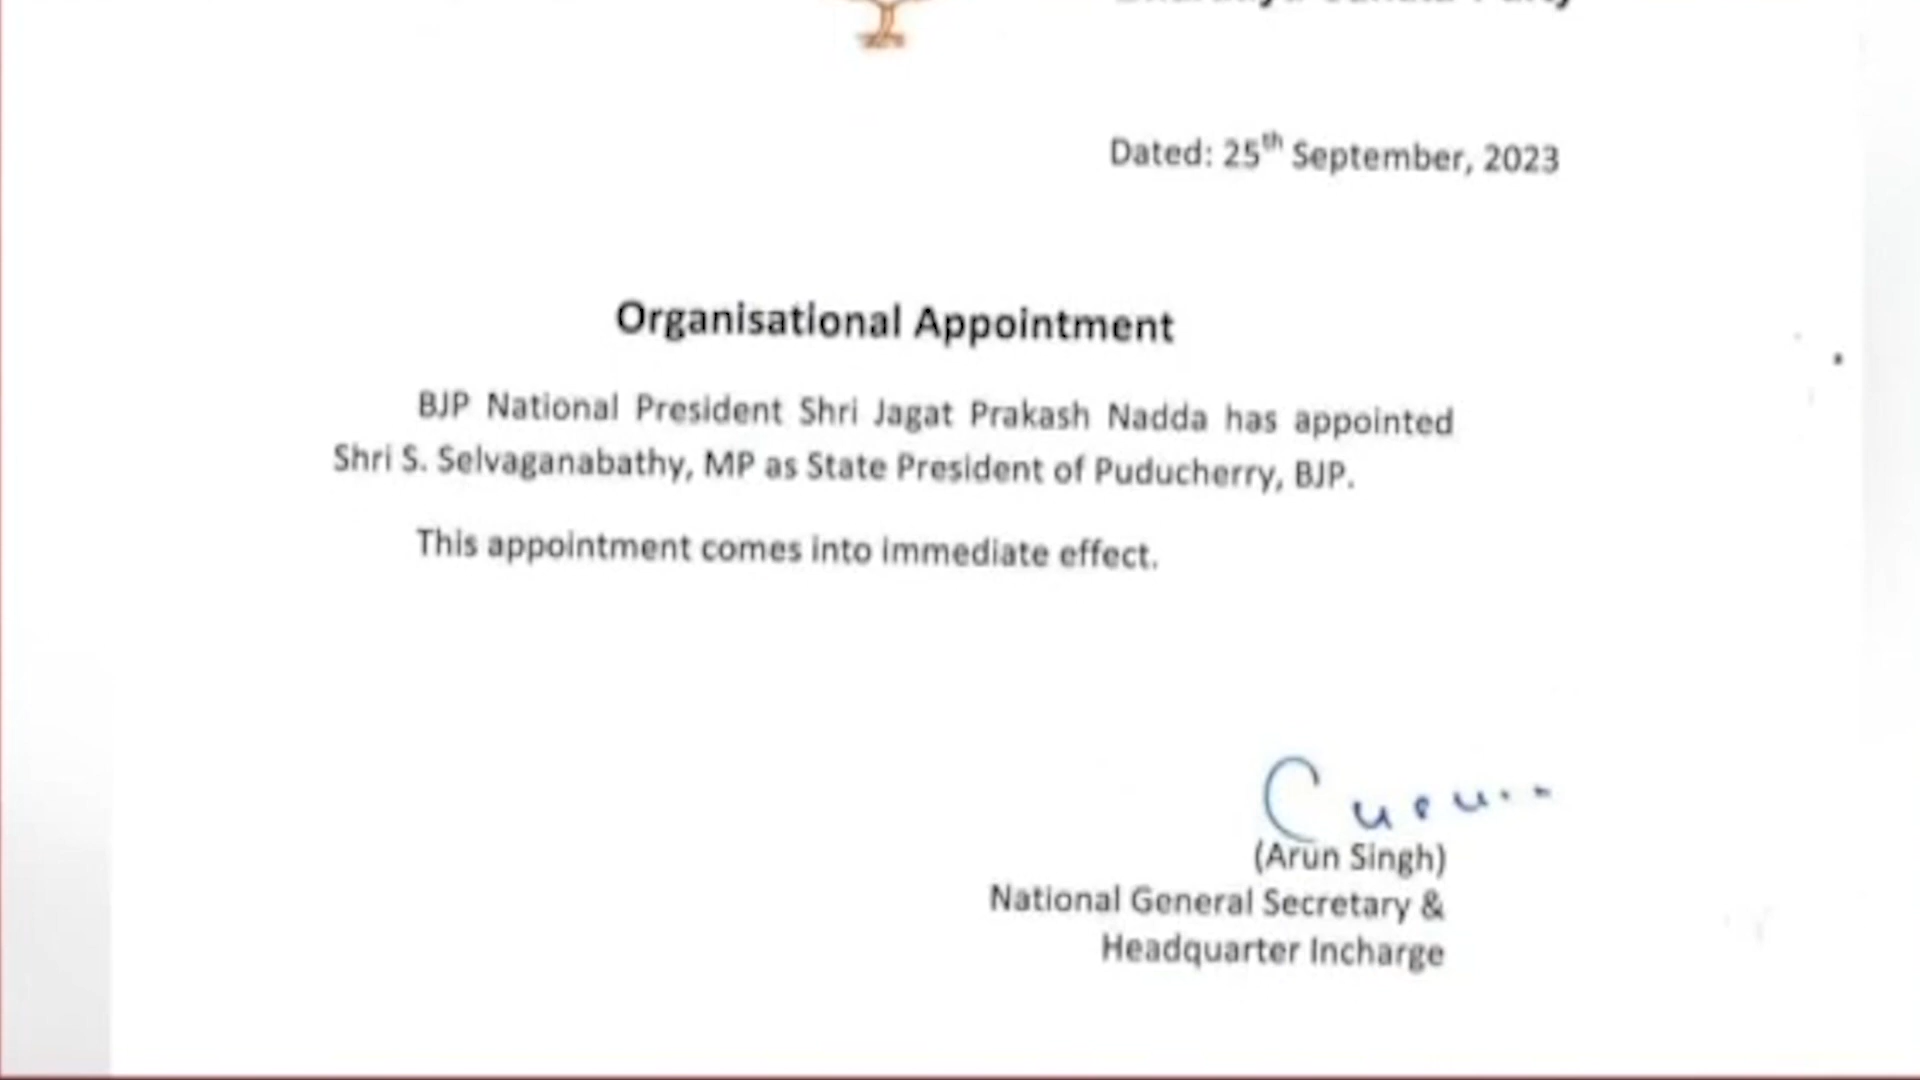 Dated: 25th September, 2023
Organisational Appointment
BJP National President Shri Jagat Prakash Nadda has appointed
Shri S. Selvaganabathy, MP as State President of Puducherry, BJP.
This appointment comes into immediate effect.
(Arun Singh)
National General Secretary &
Headquarter Incharge